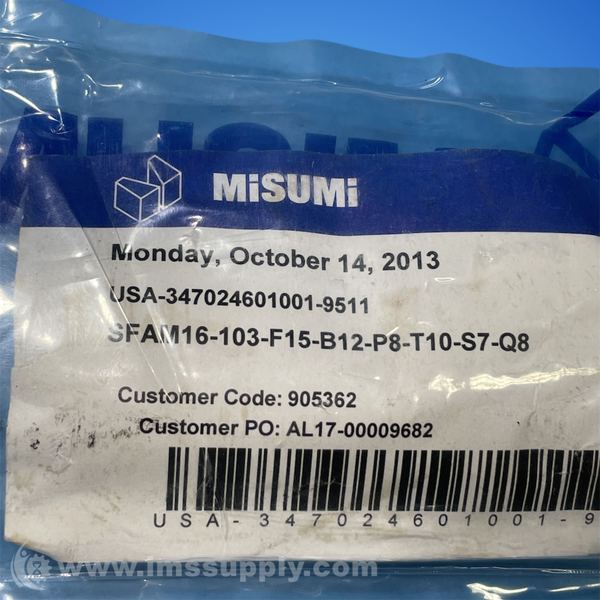 MiSUMi
Monday, October 14, 2013
USA-347024601001-9511
SFAM16-103-F15-B12-P8-T10-S7-Q8
Customer Code: 905362
Customer PO: AL17-00009682
USA-347024601001-9
www.imssupply.com